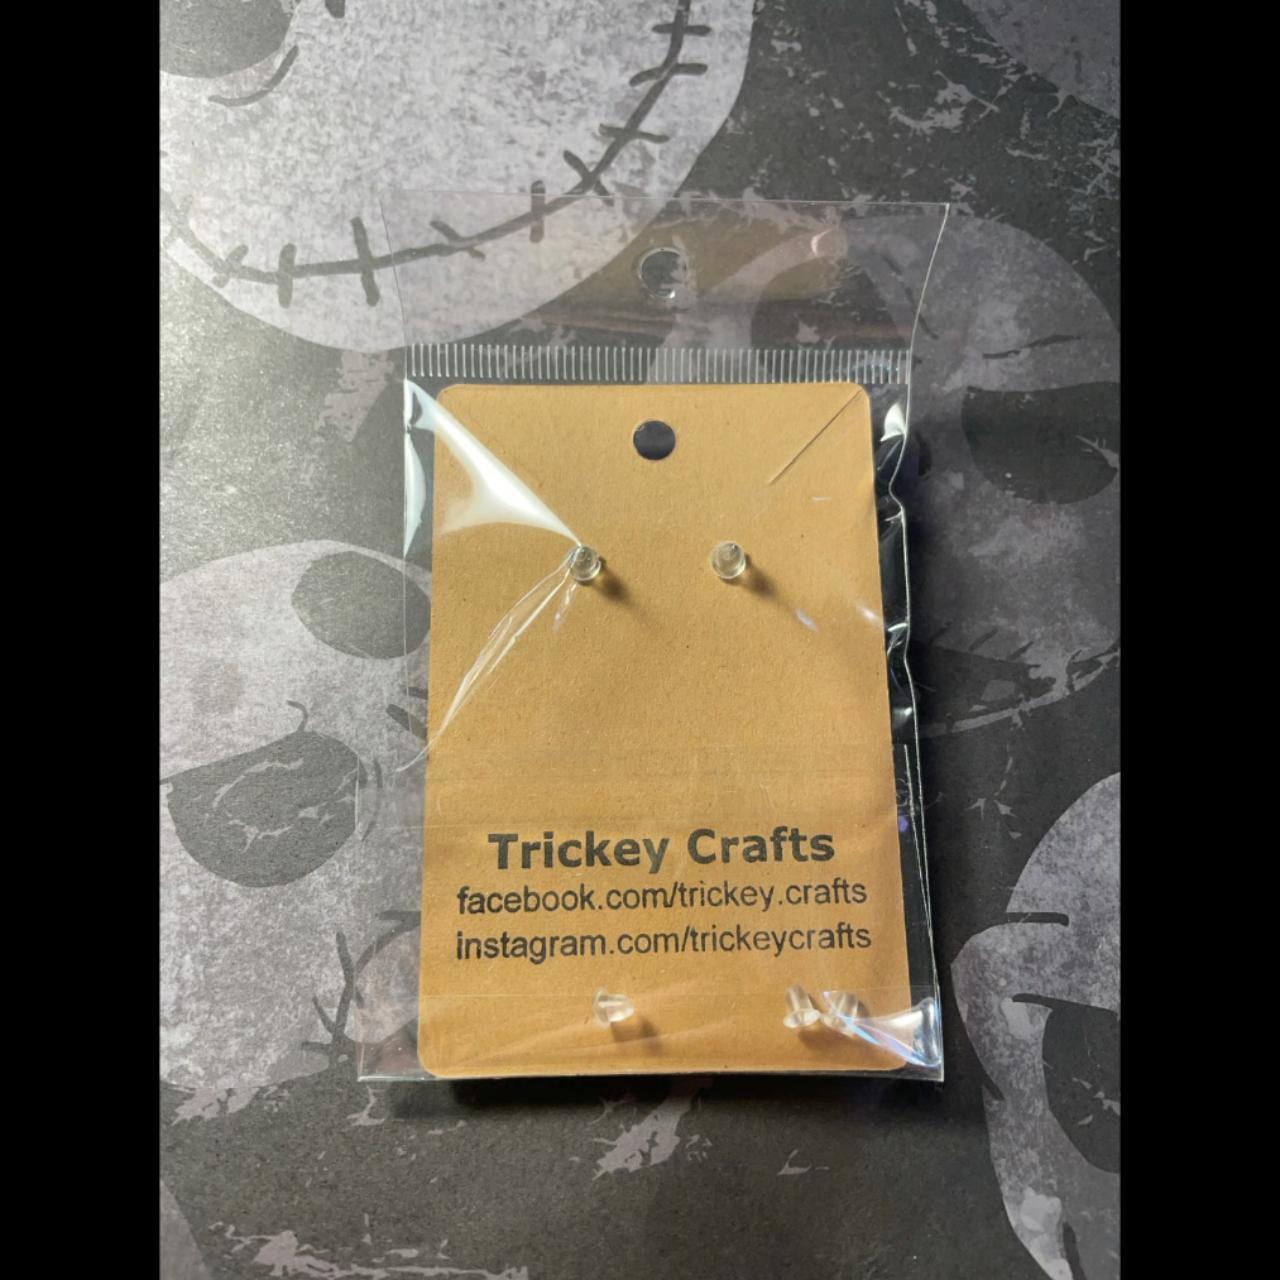 Trickey Crafts
facebook.com/trickey.crafts
instagram.com/trickeycrafts